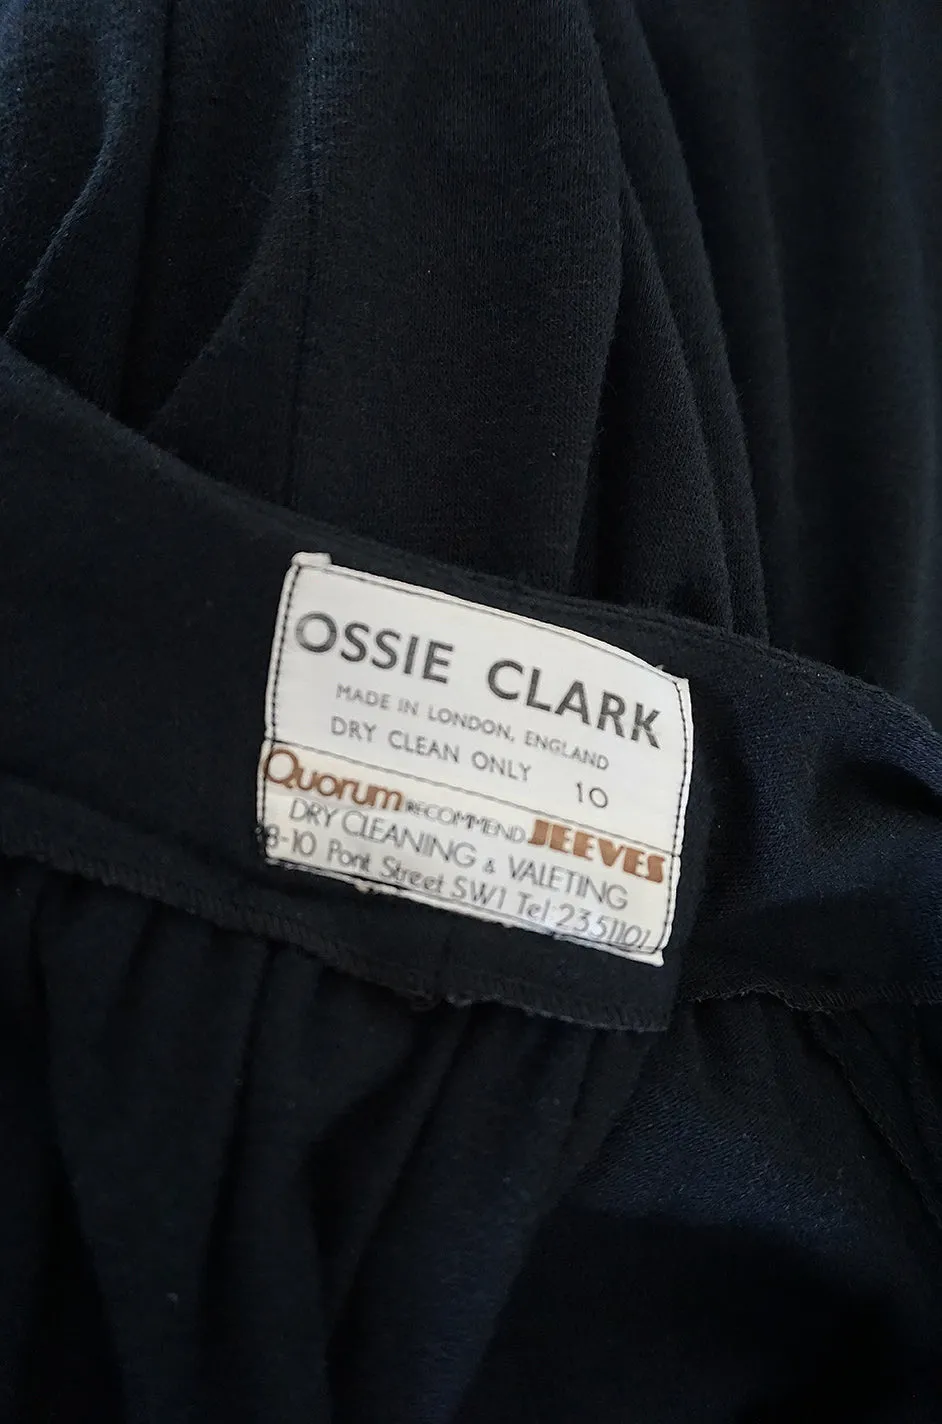 OSSIE CLARK
MADE IN LONDON, ENGLAND
DRY CLEAN ONLY 10
Quorum RECOMMEND JEEVES
DRY CLEANING & VALETING
8-10 Pont Street SW1 Tel 2351101